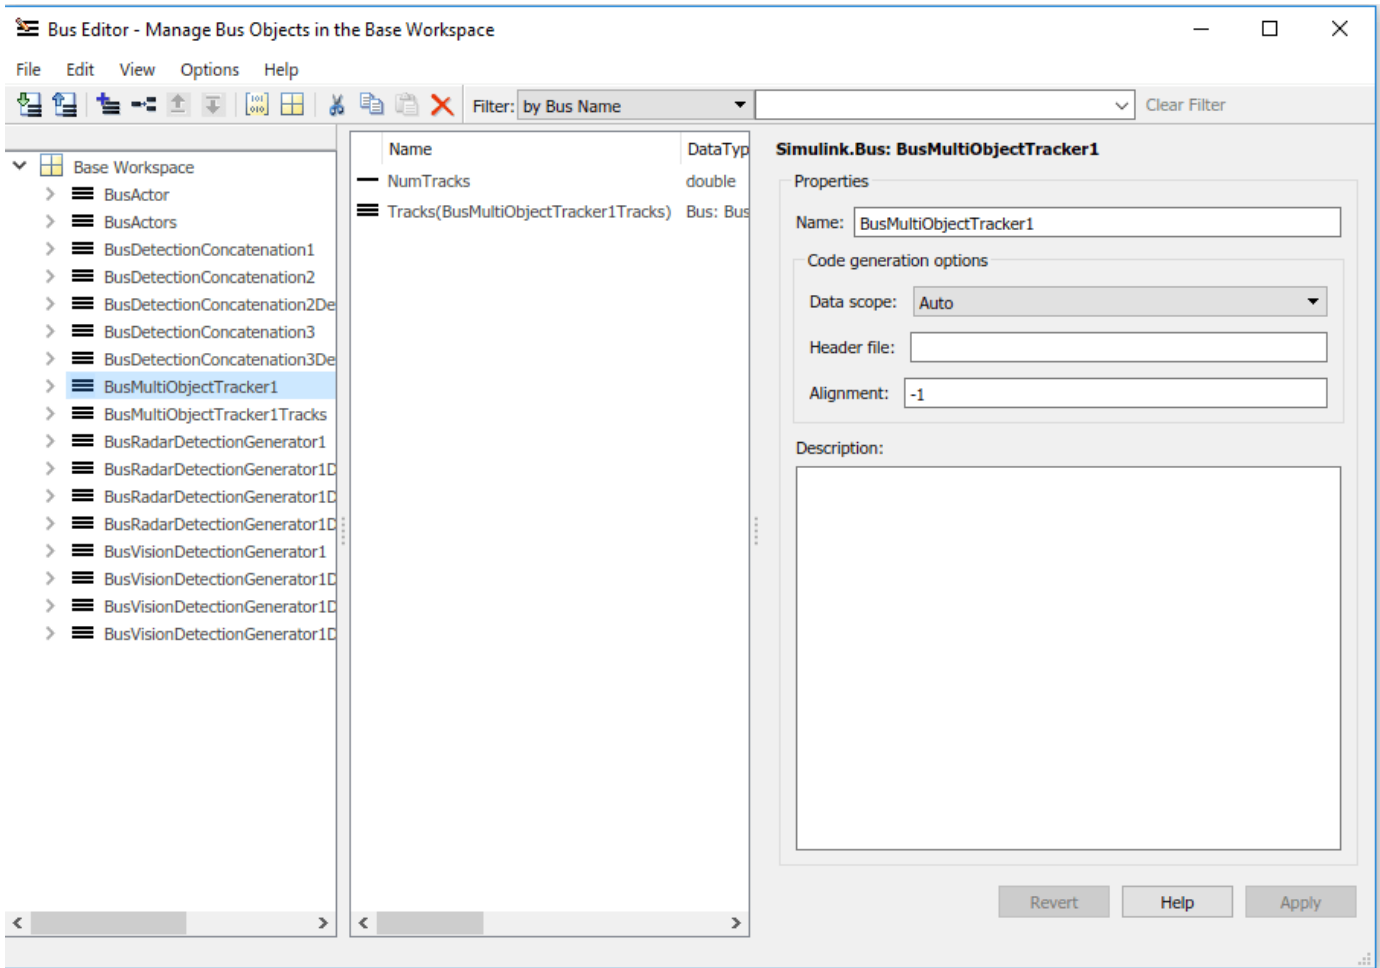 Bus Editor - Manage Bus Objects in the Base Workspace
File Edit View Options Help
Filter: by Bus Name Clear Filter
Base Workspace
BusActor
BusActors
BusDetectionConcatenation1
BusDetectionConcatenation2
BusDetectionConcatenation2De
BusDetectionConcatenation3
BusDetectionConcatenation3De
BusMultiObjectTracker1
BusMultiObjectTracker1Tracks
BusRadarDetectionGenerator1
BusRadarDetectionGenerator1D
BusRadarDetectionGenerator1D
BusRadarDetectionGenerator1D
BusVisionDetectionGenerator1
BusVisionDetectionGenerator1D
BusVisionDetectionGenerator1D
BusVisionDetectionGenerator1D
Name DataTyp
NumTracks double
Tracks(BusMultiObjectTracker1Tracks) Bus: Bus
Simulink.Bus: BusMultiObjectTracker1
Properties
Name: BusMultiObjectTracker1
Code generation options
Data scope: Auto
Header file:
Alignment: -1
Description:
Revert Help Apply